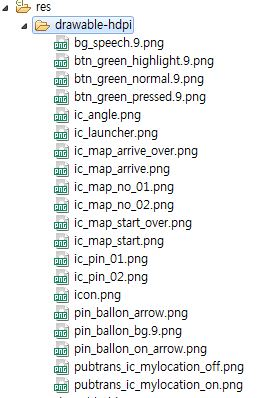 res
drawable-hdpi
bg_speech.9.png
btn_green_highlight.9.png
btn_green_normal.9.png
btn_green_pressed.9.png
ic_angle.png
ic_launcher.png
ic_map_arrive_over.png
ic_map_arrive.png
ic_map_no_01.png
ic_map_no_02.png
ic_map_start_over.png
ic_map_start.png
ic_pin_01.png
ic_pin_02.png
icon.png
pin_ballon_arrow.png
pin_ballon_bg.9.png
pin_ballon_on_arrow.png
pubtrans_ic_mylocation_off.png
pubtrans_ic_mylocation_on.png